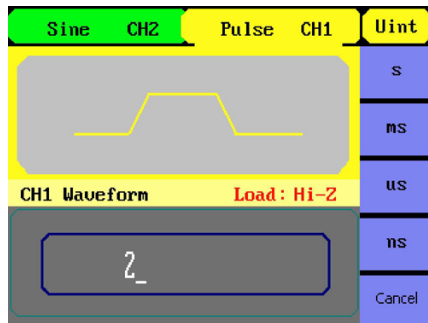 Sine CH2 Pulse CH1 Uint
s
ms
us
ns
Cancel
CH1 Waveform Load: Hi-Z
2_